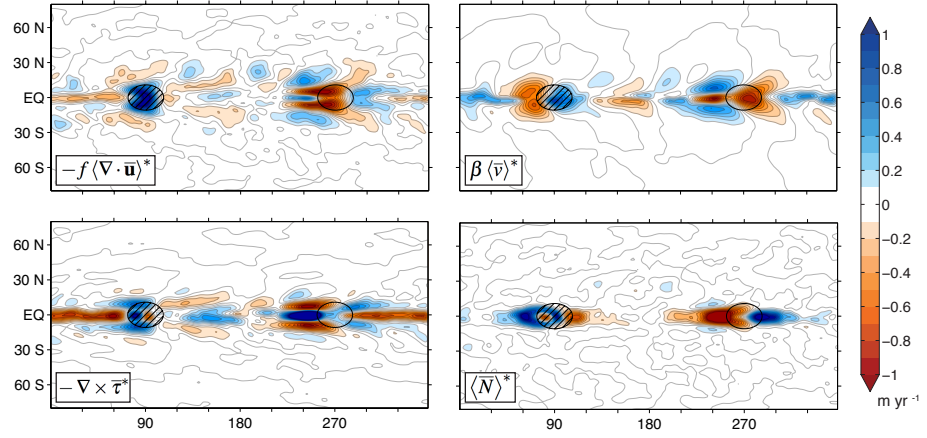 60 N
30 N
EQ
30 S
60 S
−f ⟨∇ · u̅⟩*
β ⟨v̅⟩*
60 N
30 N
EQ
30 S
60 S
−∇ × τ̅*
⟨N̅⟩*
90 180 270
90 180 270
1
0.8
0.6
0.4
0.2
0
−0.2
−0.4
−0.6
−0.8
−1
m yr -1